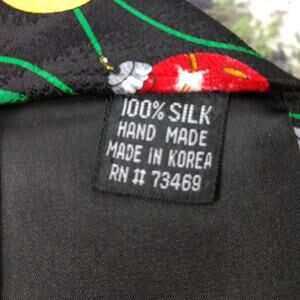 100% SILK
HAND MADE
MADE IN KOREA
RN # 73469